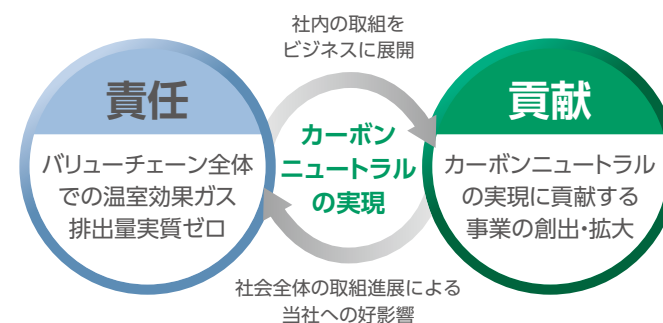 社内の取組を
ビジネスに展開
責任
バリューチェーン全体
での温室効果ガス
排出量実質ゼロ
カーボン
ニュートラル
の実現
貢献
カーボンニュートラル
の実現に貢献する
事業の創出・拡大
社会全体の取組進展による
当社への好影響